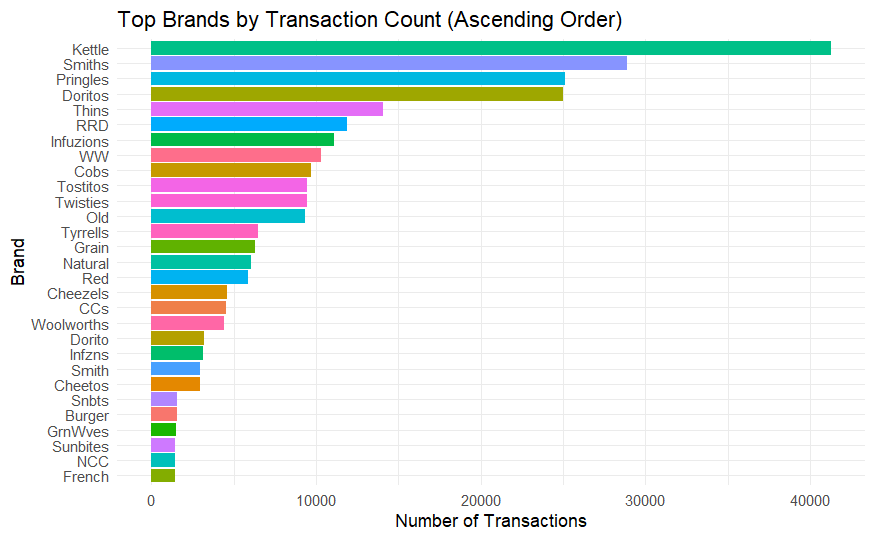 Top Brands by Transaction Count (Ascending Order)
Kettle
Smiths
Pringles
Doritos
Thins
RRD
Infuzions
WW
Cobs
Tostitos
Twisties
Old
Tyrrells
Grain
Natural
Red
Cheezels
CCs
Woolworths
Dorito
Infzns
Smith
Cheetos
Snbts
Burger
GrnWves
Sunbites
NCC
French
Brand
0 10000 20000 30000 40000
Number of Transactions